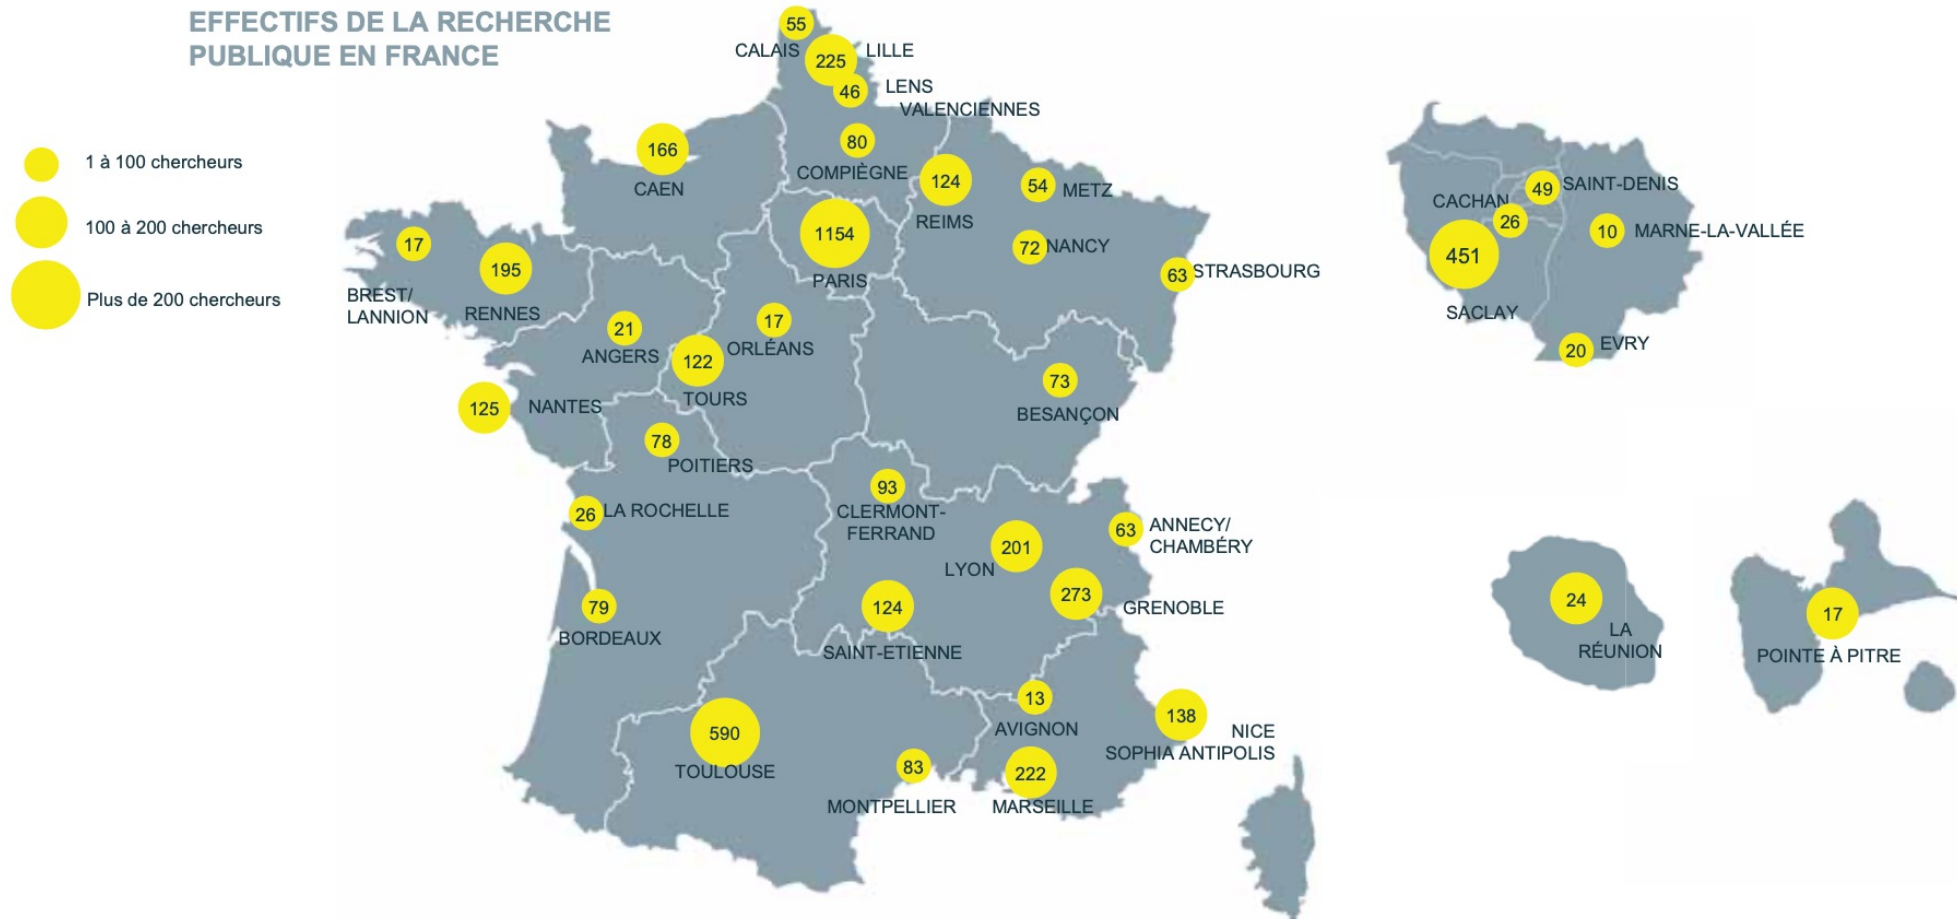 EFFECTIFS DE LA RECHERCHE
PUBLIQUE EN FRANCE
1 à 100 chercheurs
100 à 200 chercheurs
Plus de 200 chercheurs
55
CALAIS
225
LILLE
46
LENS
VALENCIENNES
166
CAEN
80
COMPIÈGNE
124
REIMS
54
METZ
1154
PARIS
72
NANCY
63
STRASBOURG
17
BREST/
LANNION
195
RENNES
21
ANGERS
17
ORLÉANS
122
TOURS
125
NANTES
73
BESANÇON
78
POITIERS
26
LA ROCHELLE
93
CLERMONT-
FERRAND
201
LYON
63
ANNECY/
CHAMBÉRY
79
BORDEAUX
124
SAINT-ETIENNE
273
GRENOBLE
590
TOULOUSE
83
MONTPELLIER
13
AVIGNON
222
MARSEILLE
138
NICE
SOPHIA ANTIPOLIS
49
SAINT-DENIS
CACHAN
26
10
MARNE-LA-VALLÉE
451
SACLAY
20
EVRY
24
LA
RÉUNION
17
POINTE À PITRE